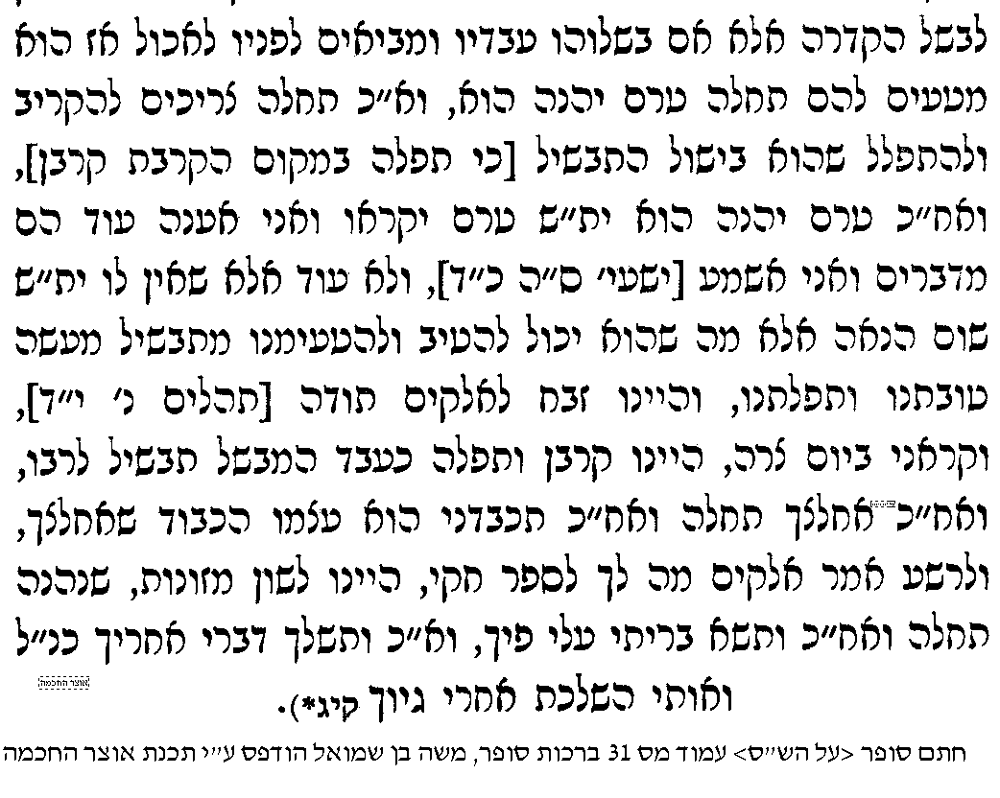 לבשל הקדרה אלא אם בשלוהו עבדיו ומביאים לפניו לאכול אז הוא
מטעים להם תחלה טרם יהנה הוא, וא״כ תחלה צריכים להקריב
ולהתפלל שהוא בישול התבשיל [כי תפלה במקום הקרבת קרבן],
ואח״כ טרם יהנה הוא ית״ש טרם יקראו ואני אענה עוד הם
מדברים ואני אשמע [ישעי׳ ס״ה כ״ד], ולא עוד אלא שאין לו ית״ש
שום הנאה אלא מה שהוא יכול להטיב ולהטעימנו מתבשיל מעשה
טובתנו ותפלתנו, והיינו זבח לאלקים תודה [תהלים נ׳ י״ד],
וקראני ביום צרה, היינו קרבן ותפלה כעבד המבשל תבשיל לרבו,
ואח״כ אחלצך תחלה ואח״כ תכבדני הוא עצמו הכבוד שאחלצך,
ולרשע אמר אלקים מה לך לספר חקי, היינו לשון מזונות, שנהנה
תחלה ואח״כ ותשא בריתי עלי פיך, וא״כ ותשלך דברי אחריך כנ״ל
ואותי השלכת אחרי גיוך קיג*).
אוצר החכמה
חתם סופר <על הש״ס> עמוד מס 31 ברכות סופר, משה בן שמואל הודפס ע״י תכנת אוצר החכמה